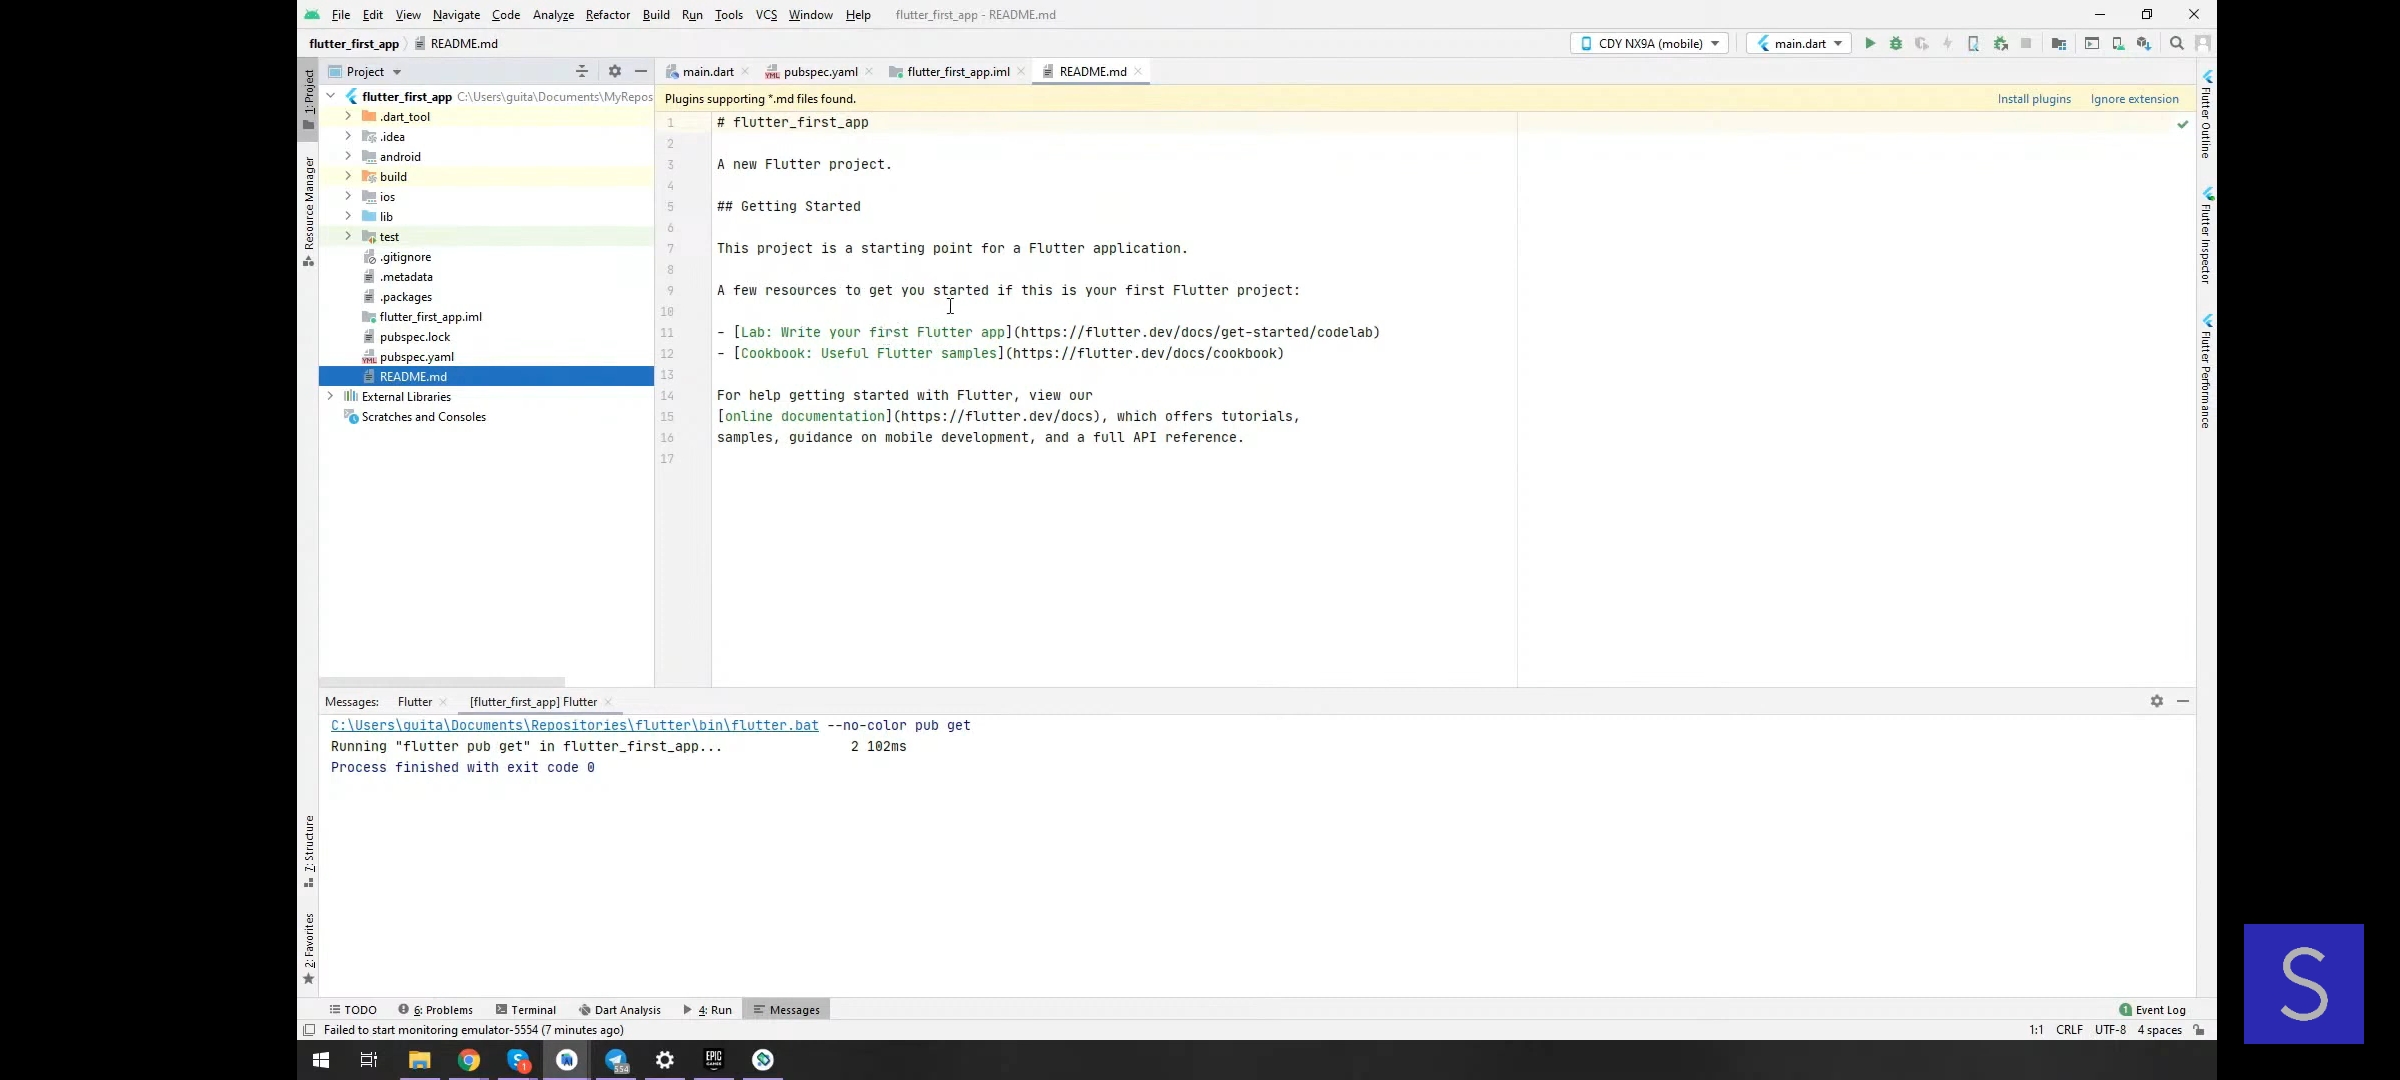 File Edit View Navigate Code Analyze Refactor Build Run Tools VCS Window Help flutter_first_app - README.md
flutter_first_app README.md CDY NX9A (mobile) main.dart
1: Project
Resource Manager
7: Structure
2: Favorites
Project
flutter_first_app C:\Users\guita\Documents\MyRepos
.dart_tool
.idea
android
build
ios
lib
test
.gitignore
.metadata
.packages
flutter_first_app.iml
pubspec.lock
pubspec.yaml
README.md
External Libraries
Scratches and Consoles
main.dart pubspec.yaml flutter_first_app.iml README.md
Plugins supporting *.md files found. Install plugins Ignore extension
1 # flutter_first_app
2
3 A new Flutter project.
4
5 ## Getting Started
6
7 This project is a starting point for a Flutter application.
8
9 A few resources to get you started if this is your first Flutter project:
10
11 - [Lab: Write your first Flutter app](https://flutter.dev/docs/get-started/codelab)
12 - [Cookbook: Useful Flutter samples](https://flutter.dev/docs/cookbook)
13
14 For help getting started with Flutter, view our
15 [online documentation](https://flutter.dev/docs), which offers tutorials,
16 samples, guidance on mobile development, and a full API reference.
17
Flutter Outline
Flutter Inspector
Flutter Performance
Messages: Flutter [flutter_first_app] Flutter
C:\Users\guita\Documents\Repositories\flutter\bin\flutter.bat --no-color pub get
Running "flutter pub get" in flutter_first_app... 2 102ms
Process finished with exit code 0
TODO 6: Problems Terminal Dart Analysis 4: Run Messages 1 Event Log
Failed to start monitoring emulator-5554 (7 minutes ago) 1:1 CRLF UTF-8 4 spaces
1
554
EPIC
GAMES
S